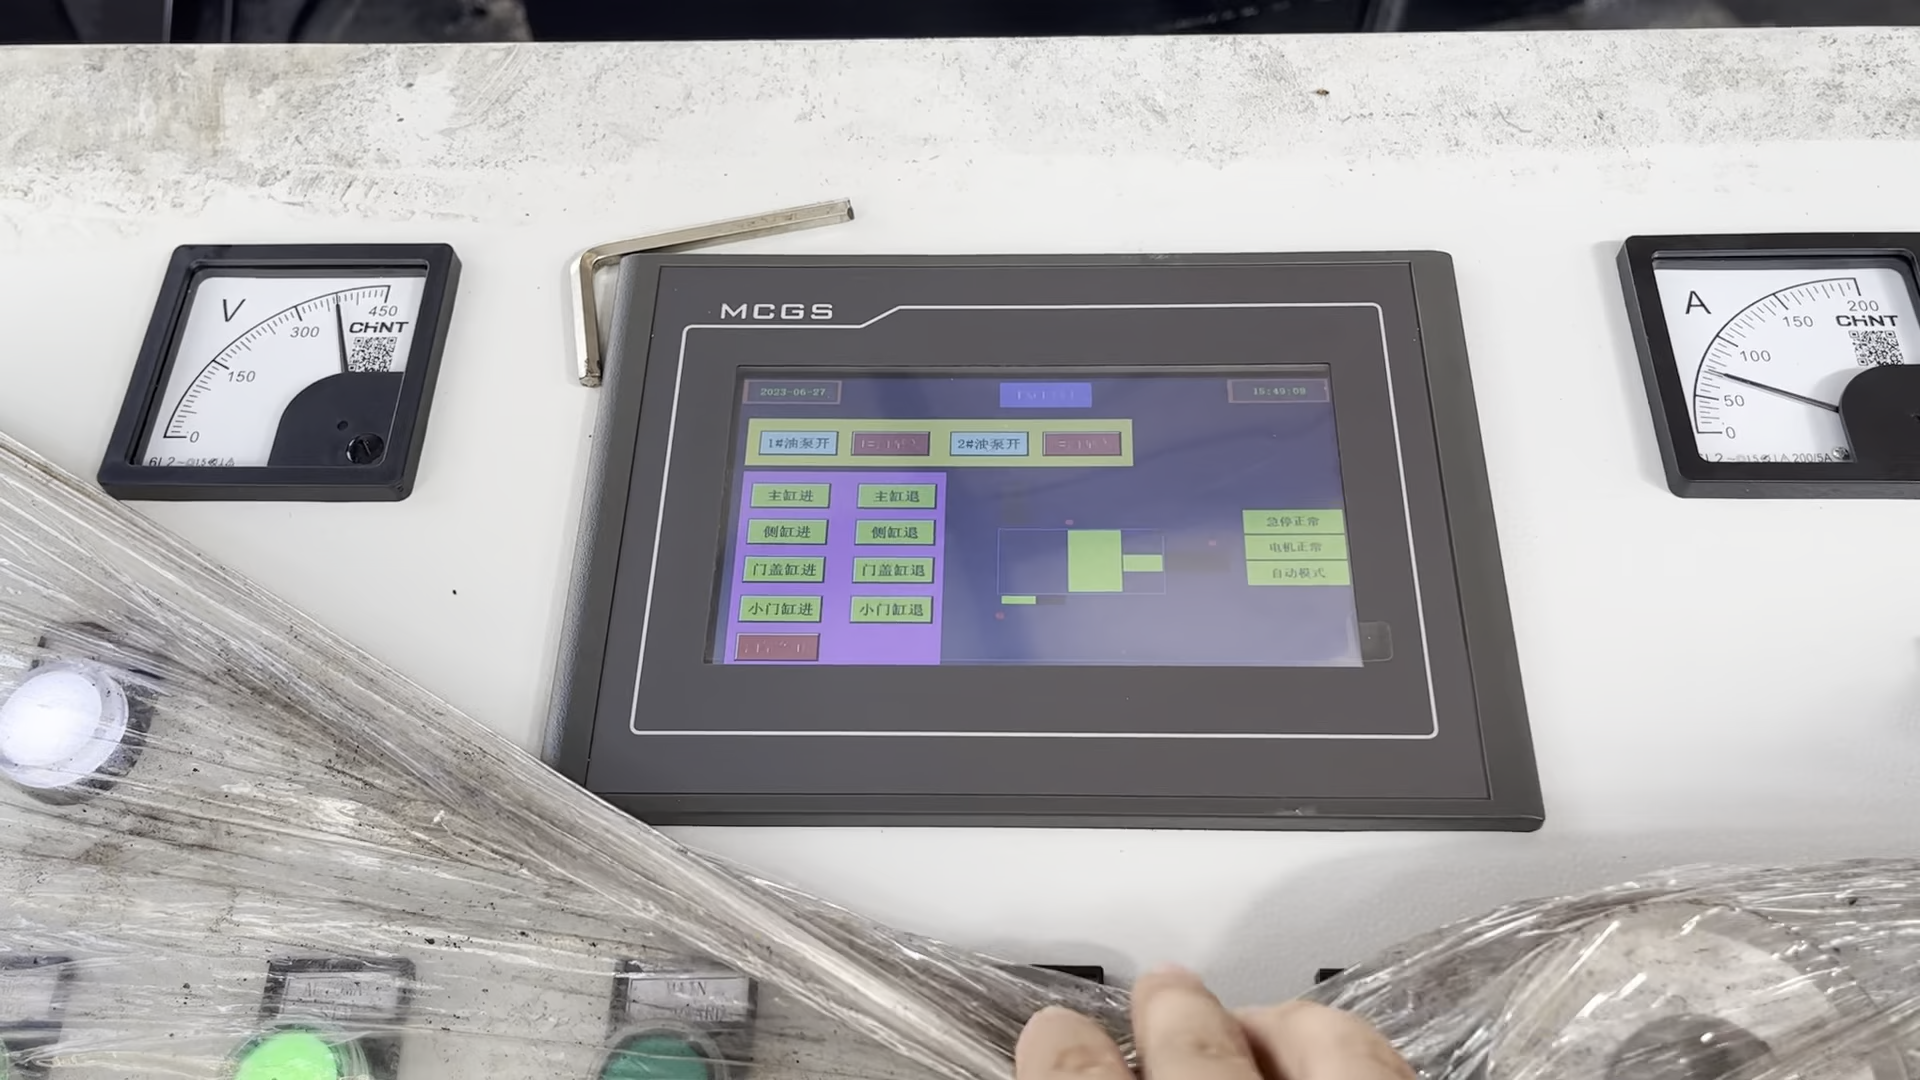 V
450
300
150
0
CHNT
MCGS
2023-06-27
15:49:09
1#油泵开
2#油泵开
主缸进
主缸退
侧缸进
侧缸退
门盖缸进
门盖缸退
小门缸进
小门缸退
急停正常
电机正常
自动模式
A
200
150
100
50
0
CHNT
200/5A
MAIN